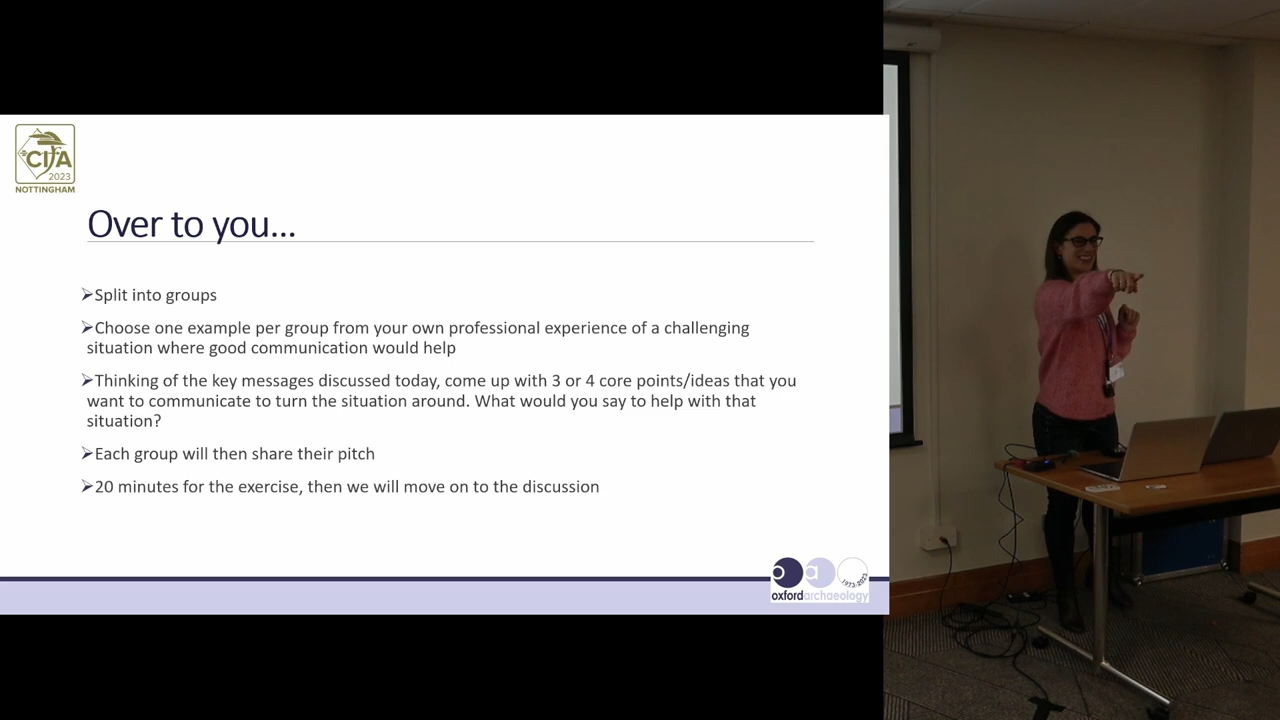 CIfA
2023
NOTTINGHAM
Over to you...
➢Split into groups
➢Choose one example per group from your own professional experience of a challenging
situation where good communication would help
➢Thinking of the key messages discussed today, come up with 3 or 4 core points/ideas that you
want to communicate to turn the situation around. What would you say to help with that
situation?
➢Each group will then share their pitch
➢20 minutes for the exercise, then we will move on to the discussion
oa
1973-2023
oxfordarchaeology